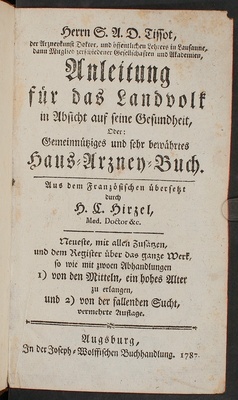 Herrn S. A. D. Tissot,
der Arzneykunst Doktor, und öffentlichen Lehrers in Lausanne,
dann Mitglied verschiedener Gesellschaften und Akademien,
Anleitung
für das Landvolk
in Absicht auf seine Gesundheit,
Oder:
Gemeinnütziges und sehr bewährtes
Haus-Arzney-Buch.
Aus dem Französischen übersetzt
durch
H. C. Hirzel,
Med. Doctor &c.
Neueste, mit allen Zusätzen,
und dem Register über das ganze Werk,
so wie mit zwoen Abhandlungen
1) von den Mitteln, ein hohes Alter
zu erlangen,
und 2) von der fallenden Sucht,
vermehrte Auflage.
Augsburg,
In der Joseph-Wolffischen Buchhandlung. 1787.